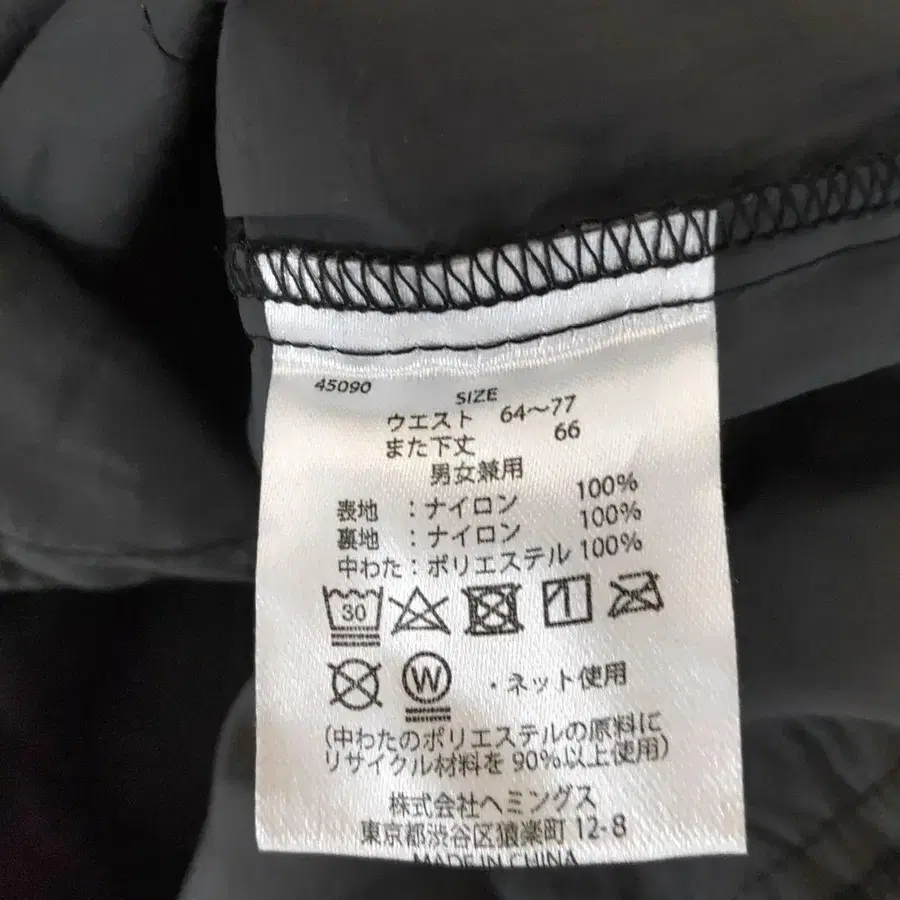 45090
SIZE
ウエスト 64～77
また下丈 66
男女兼用
表地 ：ナイロン 100%
裏地 ：ナイロン 100%
中わた：ポリエステル 100%
30
W ・ネット使用
(中わたのポリエステルの原料に
リサイクル材料を 90%以上使用)
株式会社ヘミングス
東京都渋谷区猿楽町 12-8
MADE IN CHINA